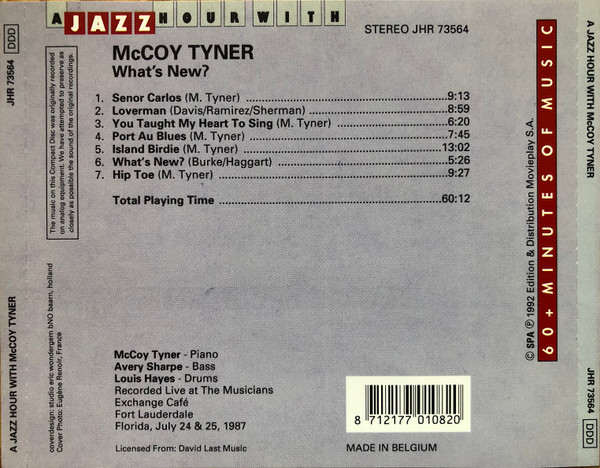 A JAZZ HOUR WITH
STEREO JHR 73564
McCOY TYNER
What's New?
1. Senor Carlos (M. Tyner) 9:13
2. Loverman (Davis/Ramirez/Sherman) 8:59
3. You Taught My Heart To Sing (M. Tyner) 6:20
4. Port Au Blues (M. Tyner) 7:45
5. Island Birdie (M. Tyner) 13:02
6. What's New? (Burke/Haggart) 5:26
7. Hip Toe (M. Tyner) 9:27
Total Playing Time 60:12
McCoy Tyner - Piano
Avery Sharpe - Bass
Louis Hayes - Drums
Recorded Live at The Musicians
Exchange Café
Fort Lauderdale
Florida, July 24 & 25, 1987
Licensed From: David Last Music
8 712177 010820
MADE IN BELGIUM
The music on this Compact Disc was originally recorded
on analog equipment. We have attempted to preserve as
closely as possible the sound of the original recordings.
coverdesign: studio eric wondergem bNO baarn, holland
Cover Photo: Eugène Renoir, France
DDD
JHR 73564
A JAZZ HOUR WITH McCOY TYNER
60+ MINUTES OF MUSIC
© SPA ℗ 1992 Edition & Distribution Movieplay S.A.
A JAZZ HOUR WITH McCOY TYNER
JHR 73564
DDD